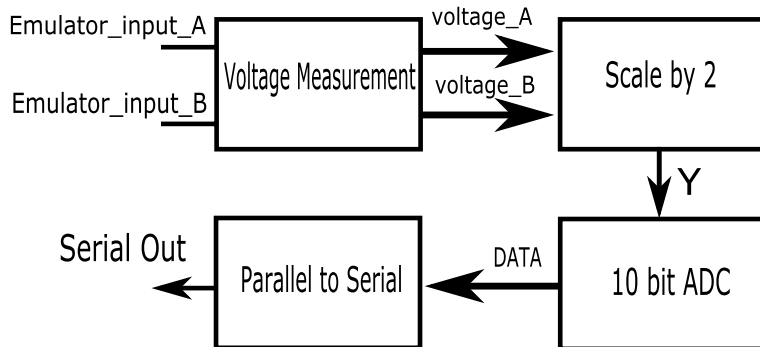 Emulator_input_A
voltage_A
Voltage Measurement
Scale by 2
Emulator_input_B
voltage_B
Y
Serial Out
Parallel to Serial
DATA
10 bit ADC